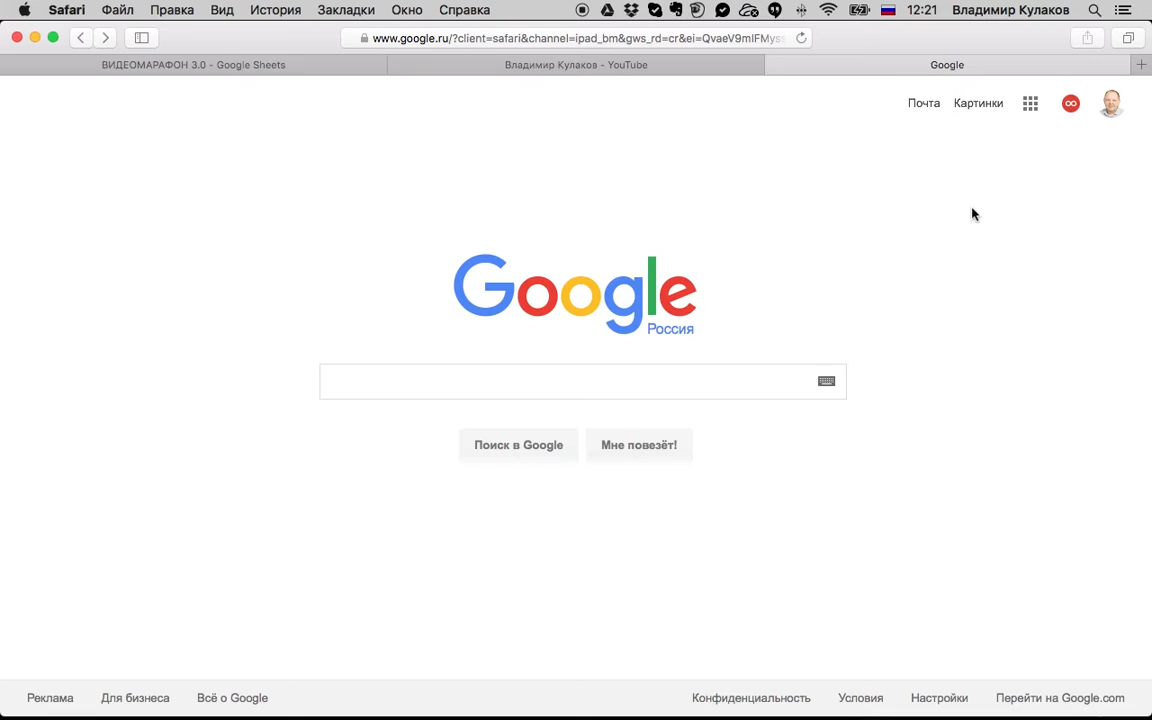 Safari Файл Правка Вид История Закладки Окно Справка 12:21 Владимир Кулаков
www.google.ru/?client=safari&channel=ipad_bm&gws_rd=cr&ei=QvaeV9mIFMyss
ВИДЕОМАРАФОН 3.0 - Google Sheets Владимир Кулаков - YouTube Google
Почта Картинки
Google
Россия
Поиск в Google Мне повезёт!
Реклама Для бизнеса Всё о Google Конфиденциальность Условия Настройки Перейти на Google.com